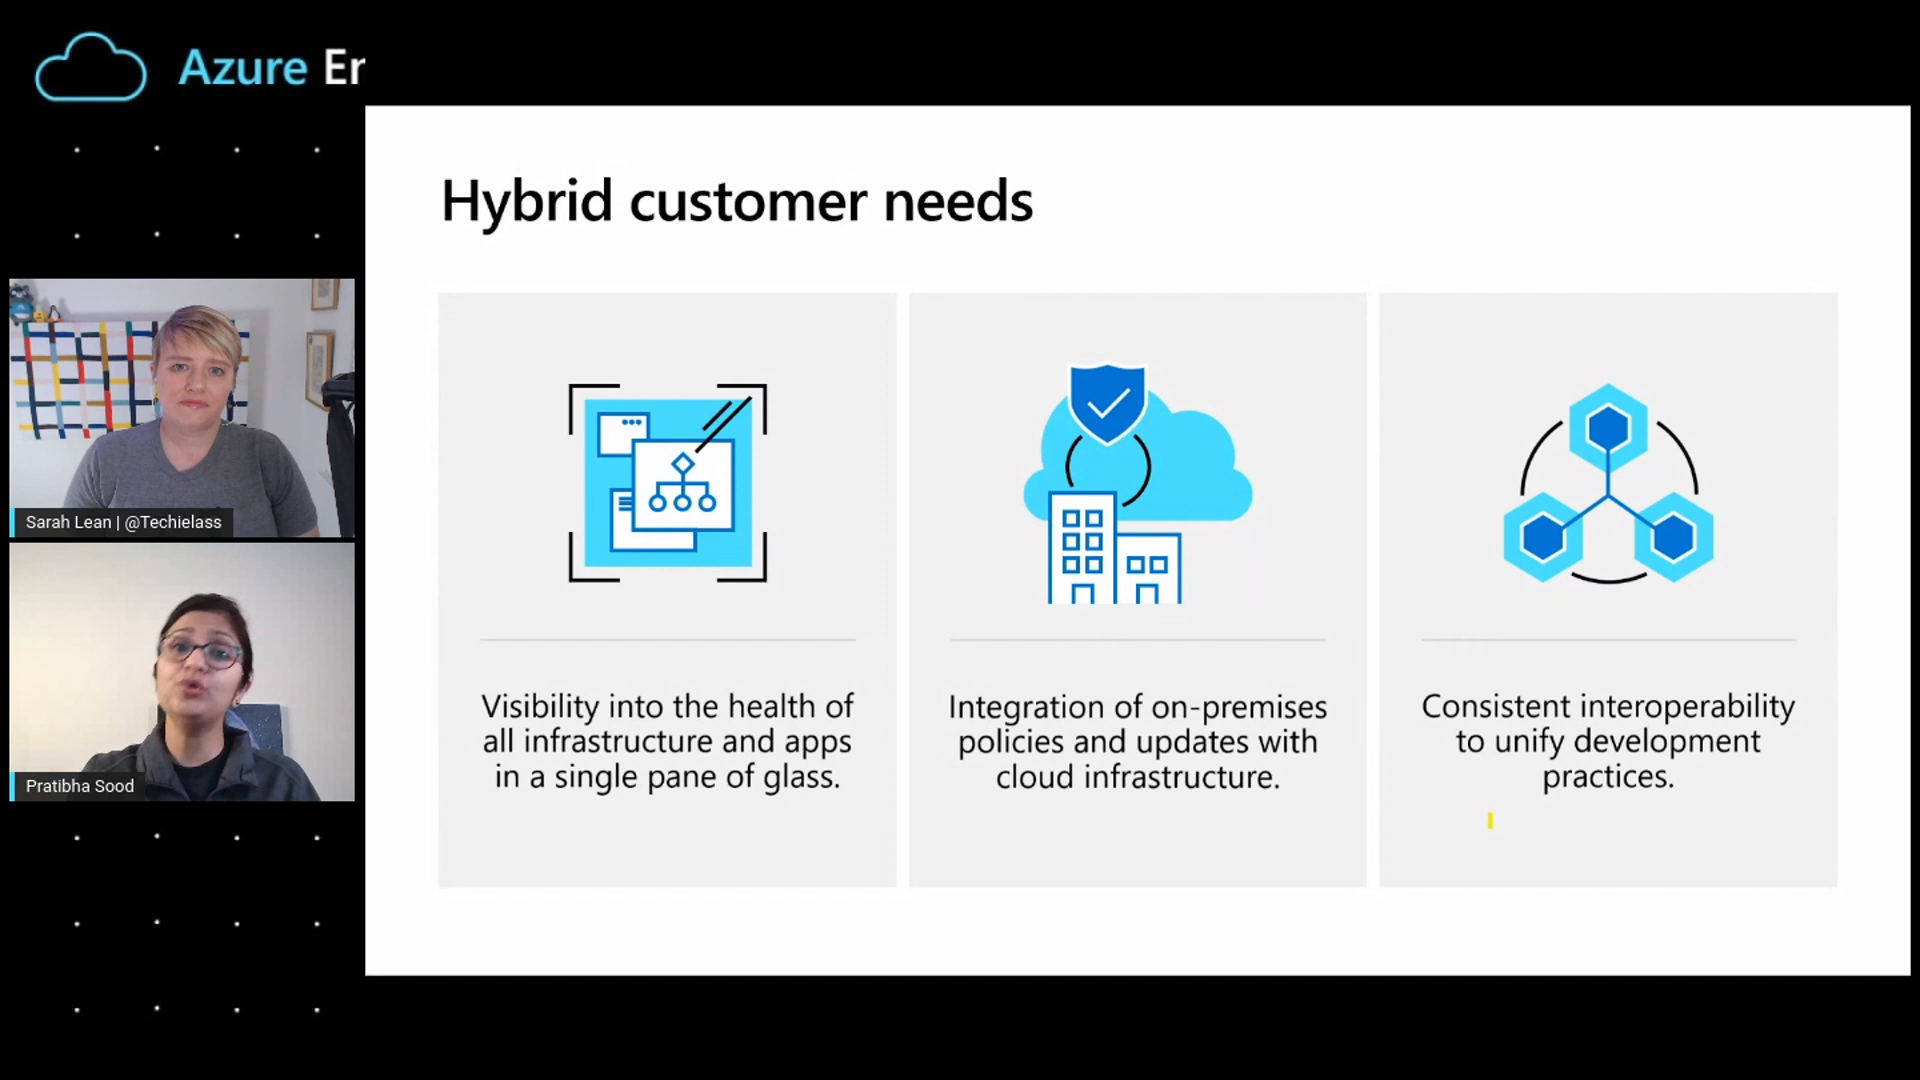 Azure Er
Hybrid customer needs
Sarah Lean | @Techielass
Pratibha Sood
Visibility into the health of
all infrastructure and apps
in a single pane of glass.
Integration of on-premises
policies and updates with
cloud infrastructure.
Consistent interoperability
to unify development
practices.